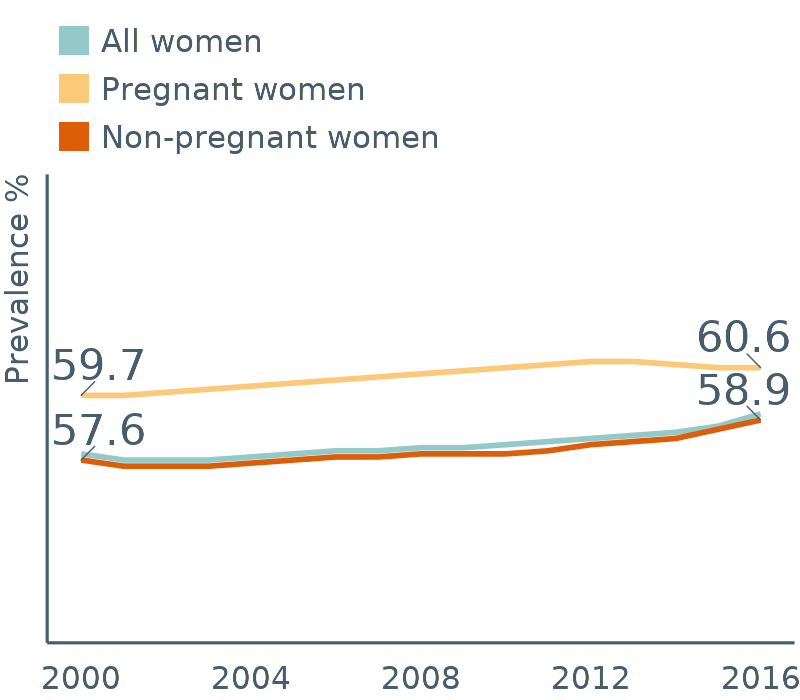 All women
Pregnant women
Non-pregnant women
Prevalence %
59.7
60.6
58.9
57.6
2000 2004 2008 2012 2016